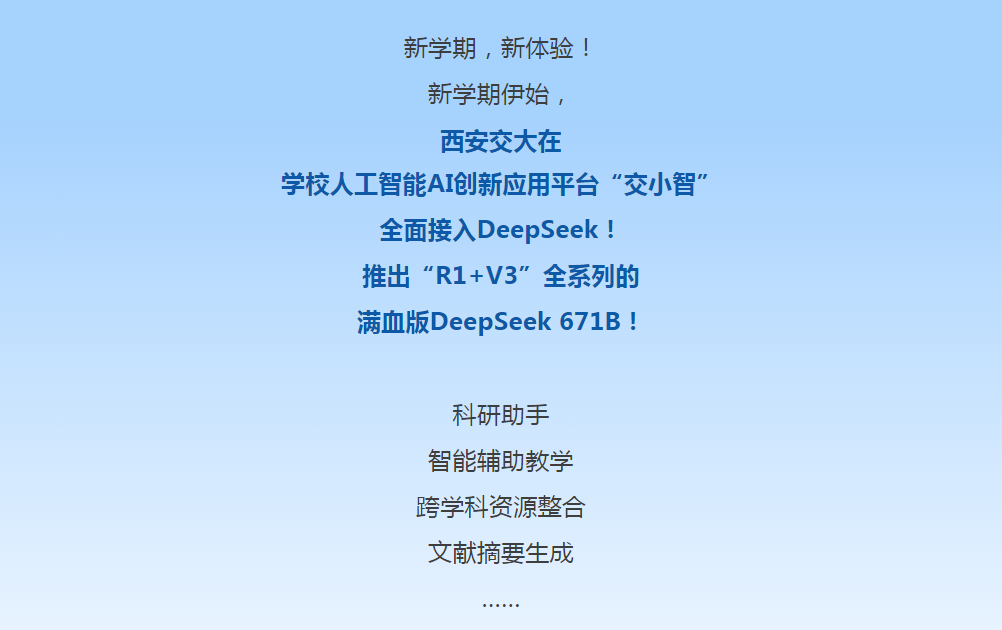 新学期，新体验！
新学期伊始，
西安交大在
学校人工智能AI创新应用平台“交小智”
全面接入DeepSeek！
推出“R1+V3”全系列的
满血版DeepSeek 671B！
科研助手
智能辅助教学
跨学科资源整合
文献摘要生成
……